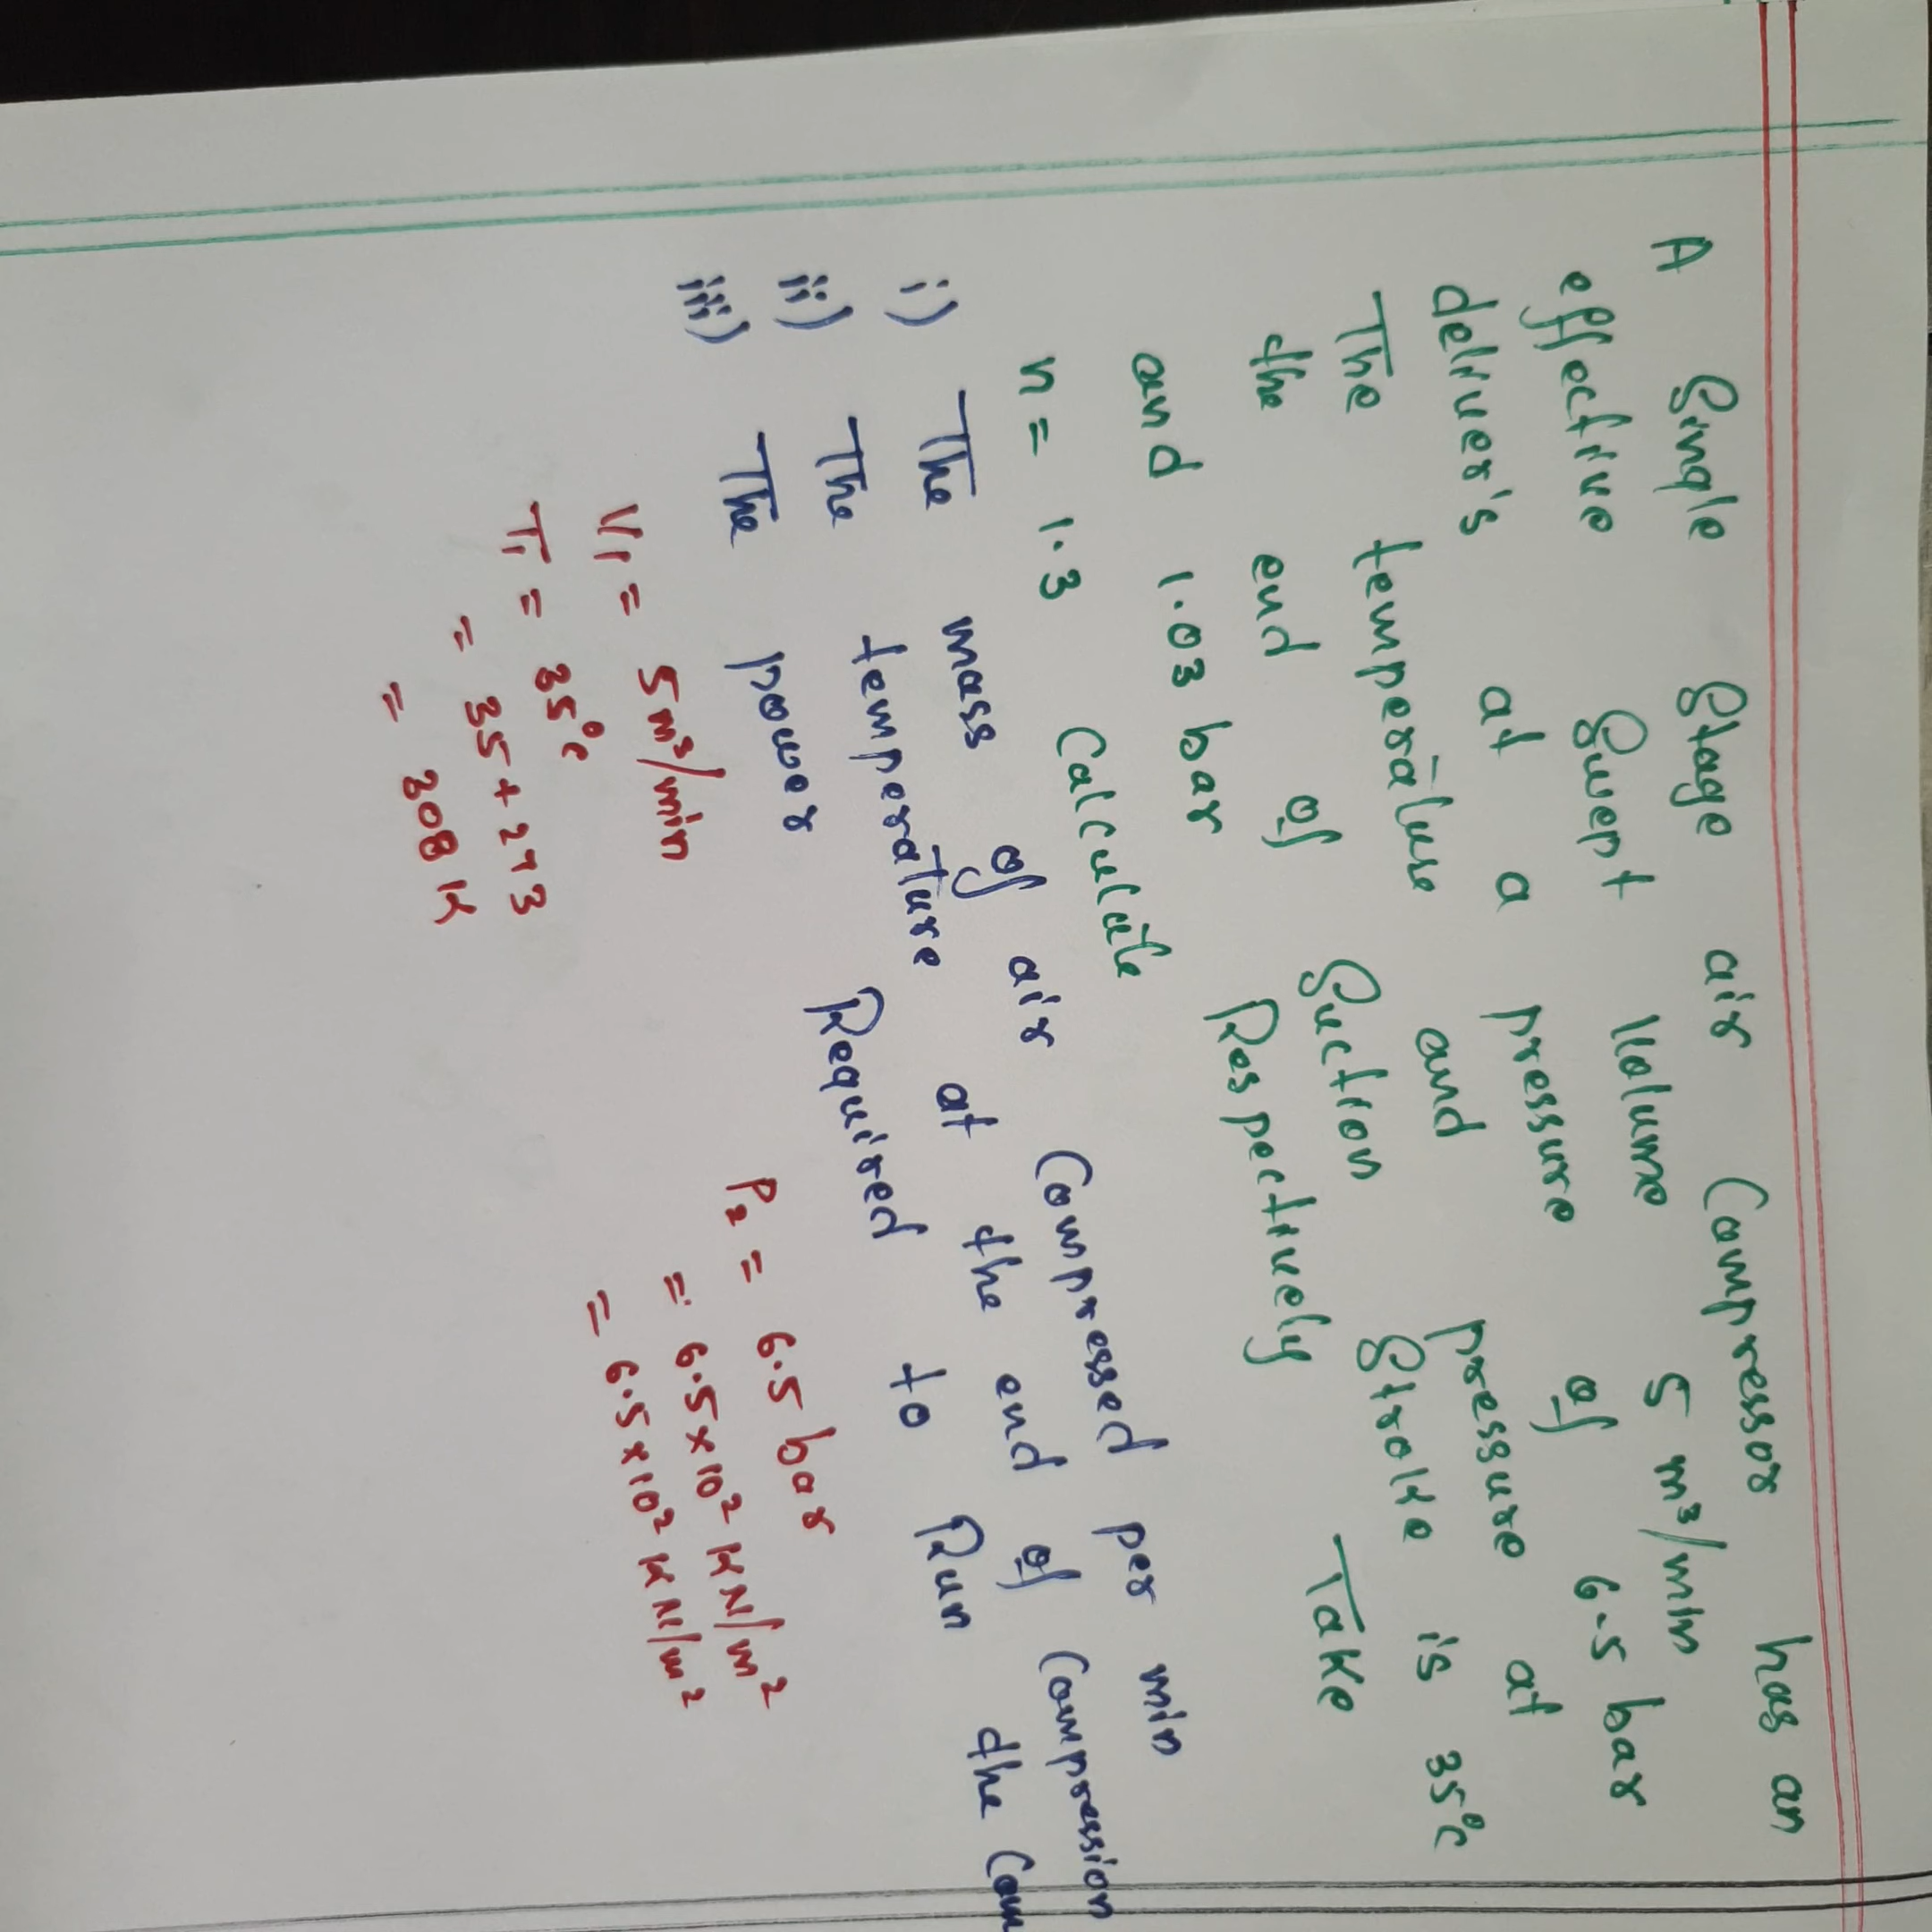 A Single Stage air Compressor has an
effective Swept Volume 5 m³/min
deliver's at a pressure of 6.5 bar
The temperature and pressure at
the end of Suction Stroke is 35°c
and 1.03 bar Respectively Take
n = 1.3 Calculate
i) The mass of air Compressed per min
ii) The temperature at the end of Compression
iii) The power Required to Run the Com
V₁ = 5 m³/min
T₁ = 35°c
= 35 + 273
= 308 K
P₂ = 6.5 bar
= 6.5 × 10² KN/m²
= 6.5 × 10² KN/m²